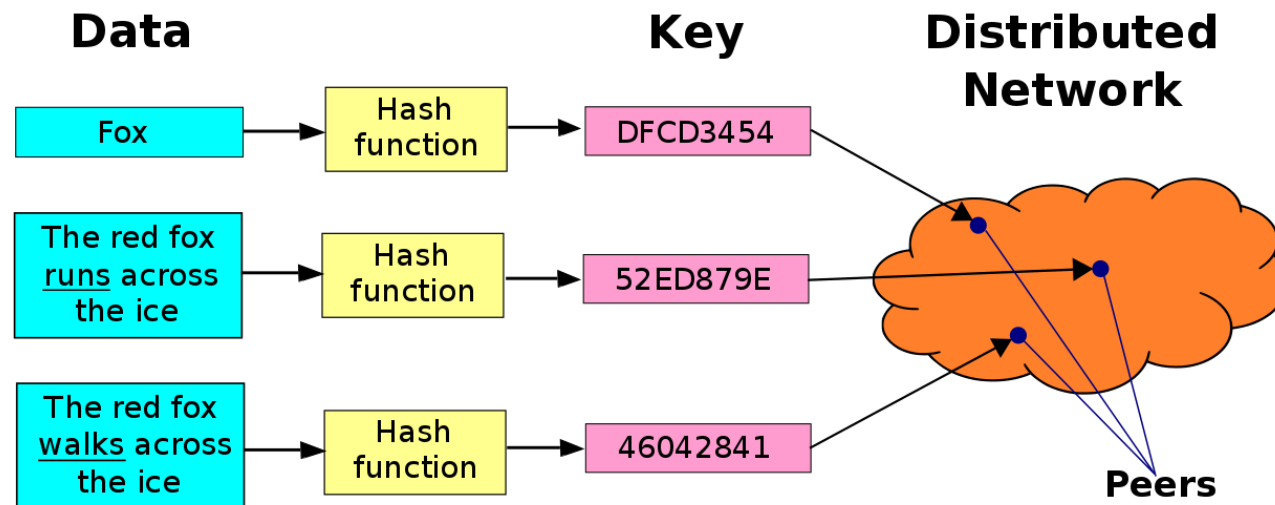 Data
Key
Distributed
Network
Fox
Hash
function
DFCD3454
The red fox
runs across
the ice
Hash
function
52ED879E
The red fox
walks across
the ice
Hash
function
46042841
Peers